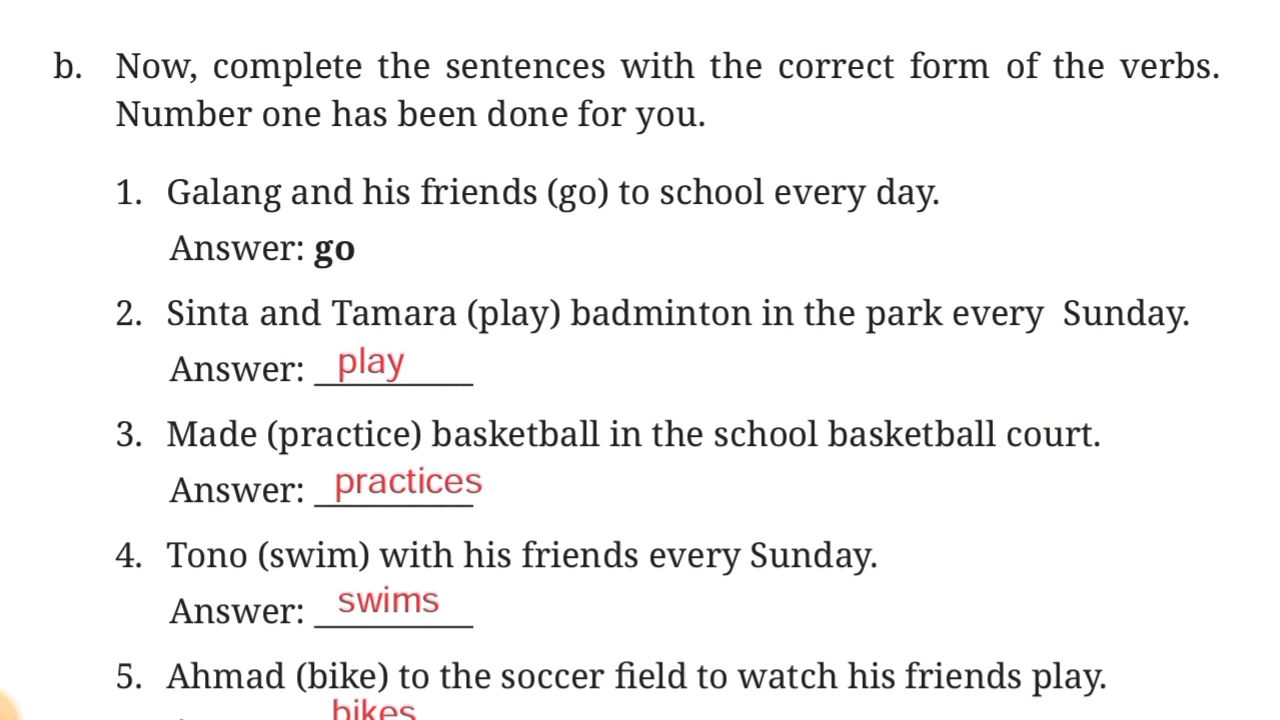 b. Now, complete the sentences with the correct form of the verbs.
Number one has been done for you.
1. Galang and his friends (go) to school every day.
Answer: go
2. Sinta and Tamara (play) badminton in the park every Sunday.
Answer: play
3. Made (practice) basketball in the school basketball court.
Answer: practices
4. Tono (swim) with his friends every Sunday.
Answer: swims
5. Ahmad (bike) to the soccer field to watch his friends play.
bikes